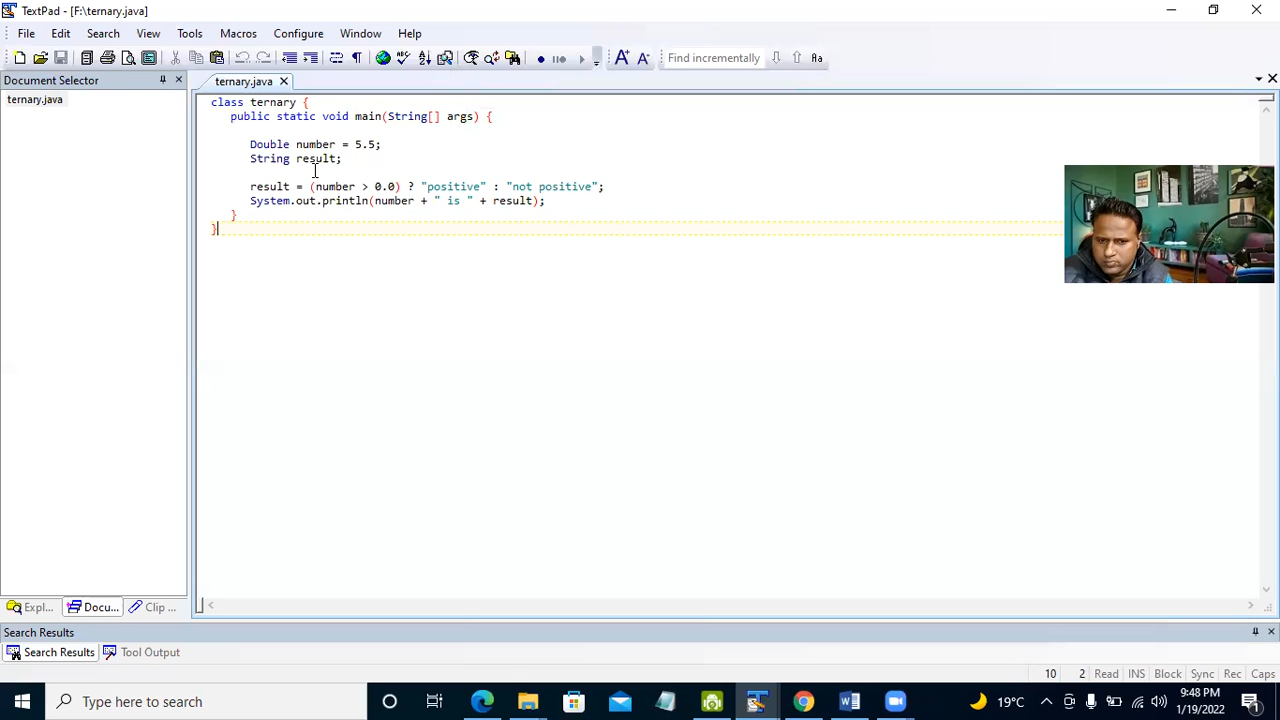 TextPad - [F:\ternary.java]
File Edit Search View Tools Macros Configure Window Help
Find incrementally
Document Selector
ternary.java
ternary.java
class ternary {
public static void main(String[] args) {
Double number = 5.5;
String result;
result = (number > 0.0) ? "positive" : "not positive";
System.out.println(number + " is " + result);
}
}
Expl... Docu... Clip ...
Search Results
Search Results Tool Output
10 2 Read INS Block Sync Rec Caps
Type here to search
19°C
9:48 PM
1/19/2022